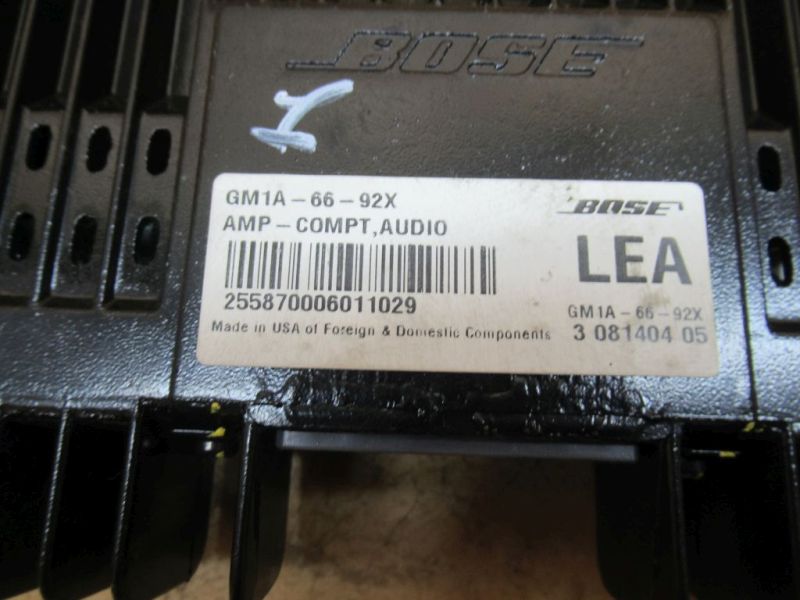 BOSE
GM1A-66-92X
AMP-COMPT,AUDIO
BOSE
LEA
255870006011029
Made in USA of Foreign & Domestic Components
GM1A-66-92X
3 081404 05